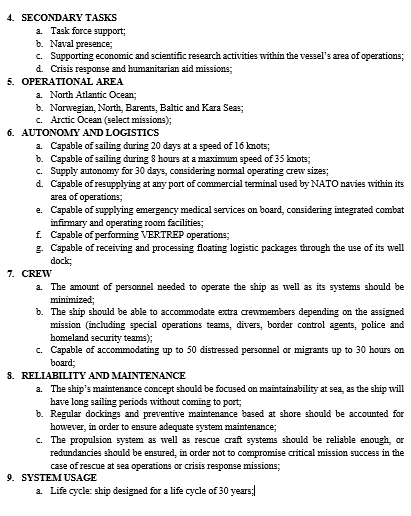 4. SECONDARY TASKS
a. Task force support;
b. Naval presence;
c. Supporting economic and scientific research activities within the vessel's area of operations;
d. Crisis response and humanitarian aid missions;
5. OPERATIONAL AREA
a. North Atlantic Ocean;
b. Norwegian, North, Barents, Baltic and Kara Seas;
c. Arctic Ocean (select missions);
6. AUTONOMY AND LOGISTICS
a. Capable of sailing during 20 days at a speed of 16 knots;
b. Capable of sailing during 8 hours at a maximum speed of 35 knots;
c. Supply autonomy for 30 days, considering normal operating crew sizes;
d. Capable of resupplying at any port of commercial terminal used by NATO navies within its
area of operations;
e. Capable of supplying emergency medical services on board, considering integrated combat
infirmary and operating room facilities;
f. Capable of performing VERTREP operations;
g. Capable of receiving and processing floating logistic packages through the use of its well
dock;
7. CREW
a. The amount of personnel needed to operate the ship as well as its systems should be
minimized;
b. The ship should be able to accommodate extra crewmembers depending on the assigned
mission (including special operations teams, divers, border control agents, police and
homeland security teams);
c. Capable of accommodating up to 50 distressed personnel or migrants up to 30 hours on
board;
8. RELIABILITY AND MAINTENANCE
a. The ship's maintenance concept should be focused on maintainability at sea, as the ship will
have long sailing periods without coming to port;
b. Regular dockings and preventive maintenance based at shore should be accounted for
however, in order to ensure adequate system maintenance;
c. The propulsion system as well as rescue craft systems should be reliable enough, or
redundancies should be ensured, in order not to compromise critical mission success in the
case of rescue at sea operations or crisis response missions;
9. SYSTEM USAGE
a. Life cycle: ship designed for a life cycle of 30 years;